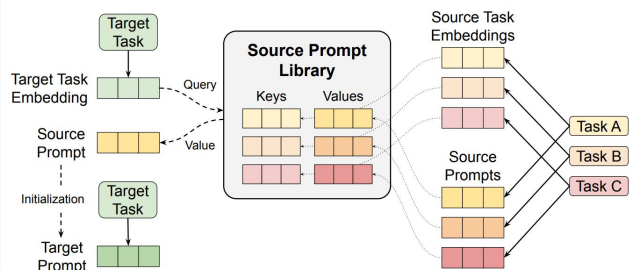 Target
Task
Target Task
Embedding
Query
Source
Prompt
Value
Initialization
Target
Task
Target
Prompt
Source Prompt
Library
Keys
Values
Source Task
Embeddings
Source
Prompts
Task A
Task B
Task C